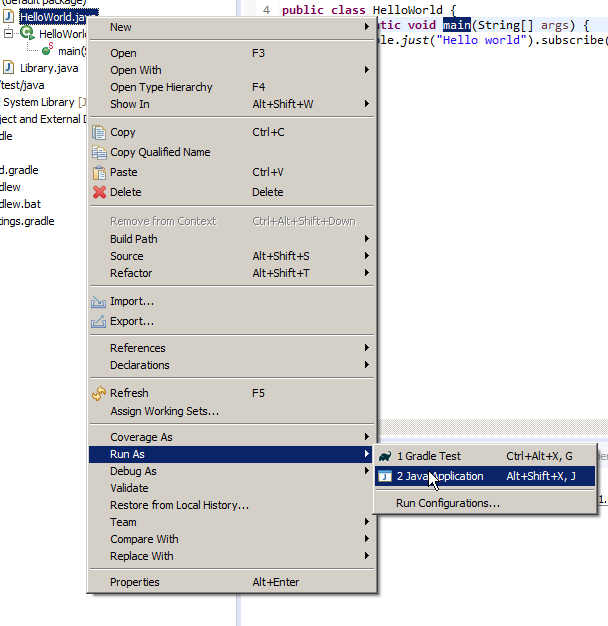 (default package)
HelloWorld.java
HelloWorld
main(S
Library.java
/test/java
System Library [J
ject and External D
dle
d.gradle
dlew
dlew.bat
tings.gradle
4 public class HelloWorld {
tic void main(String[] args) {
ble.just("Hello world").subscribe(
New
Open F3
Open With
Open Type Hierarchy F4
Show In Alt+Shift+W
Copy Ctrl+C
Copy Qualified Name
Paste Ctrl+V
Delete Delete
Remove from Context Ctrl+Alt+Shift+Down
Build Path
Source Alt+Shift+S
Refactor Alt+Shift+T
Import...
Export...
References
Declarations
Refresh F5
Assign Working Sets...
Coverage As
Run As
Debug As
Validate
Restore from Local History...
Team
Compare With
Replace With
Properties Alt+Enter
1 Gradle Test Ctrl+Alt+X, G
2 Java Application Alt+Shift+X, J
Run Configurations...
1.